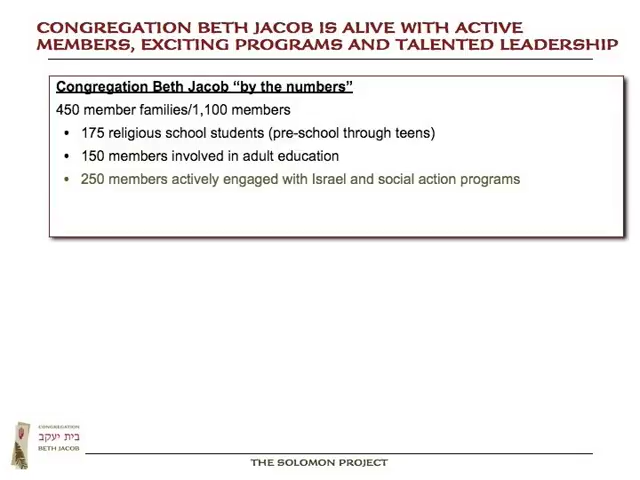 CONGREGATION BETH JACOB IS ALIVE WITH ACTIVE
MEMBERS, EXCITING PROGRAMS AND TALENTED LEADERSHIP
Congregation Beth Jacob “by the numbers”
450 member families/1,100 members
• 175 religious school students (pre-school through teens)
• 150 members involved in adult education
• 250 members actively engaged with Israel and social action programs
CONGREGATION
בית יעקב
BETH JACOB
THE SOLOMON PROJECT